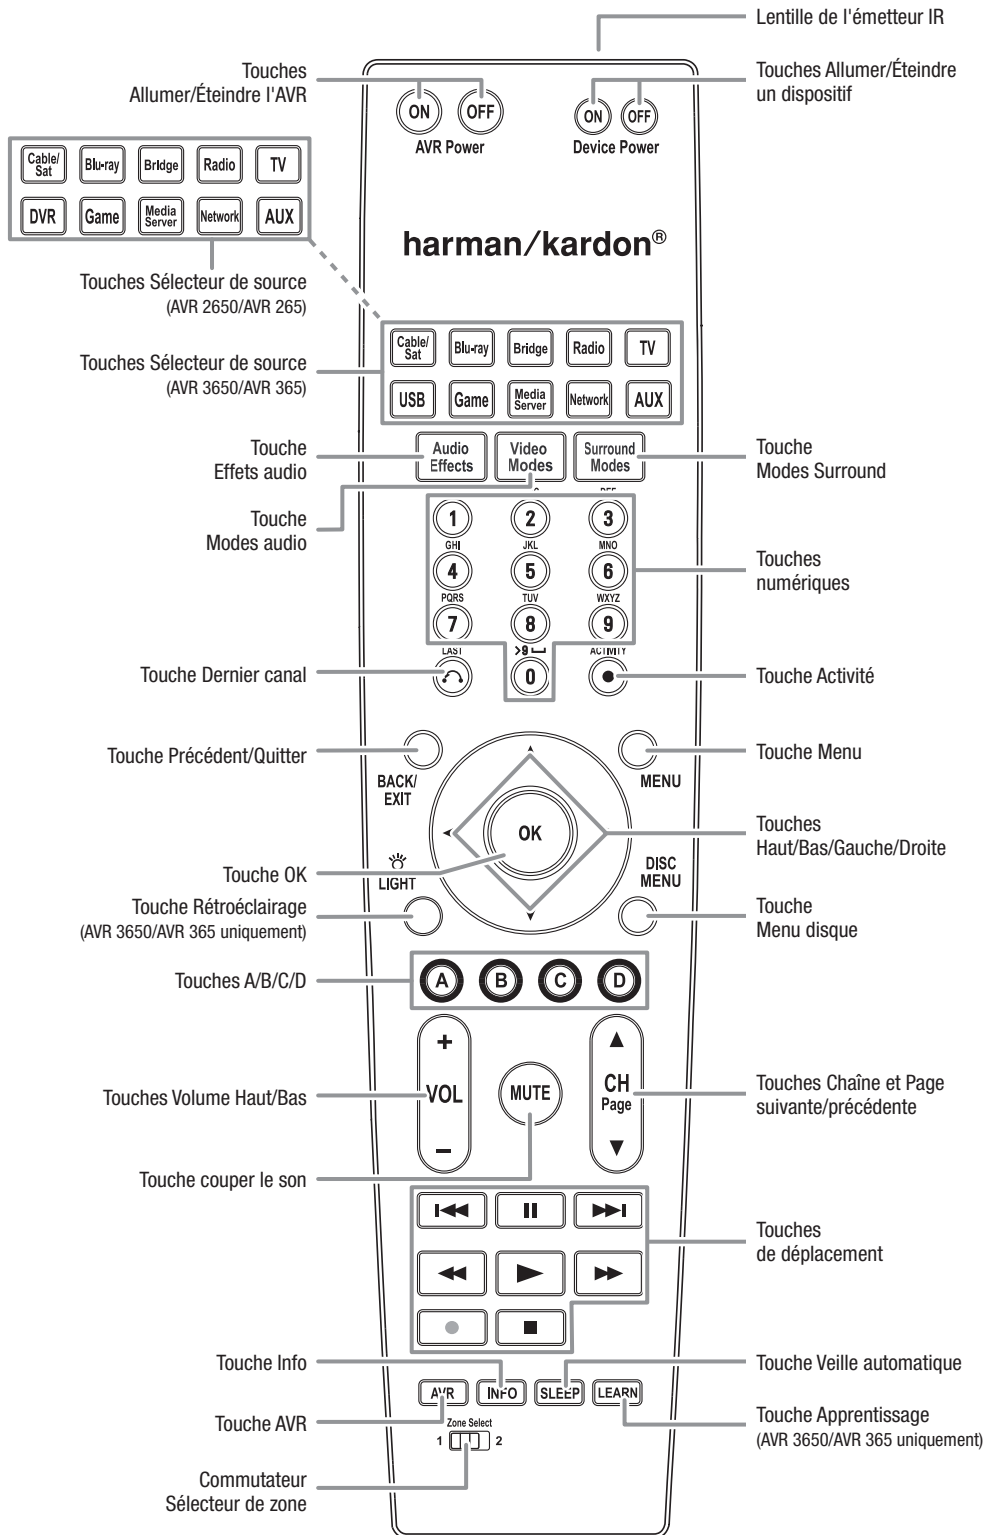 Lentille de l'émetteur IR
Touches
Allumer/Éteindre l'AVR
Touches Allumer/Éteindre
un dispositif
ON OFF
ON OFF
AVR Power
Device Power
Cable/
Sat
Blu-ray
Bridge
Radio
TV
DVR
Game
Media
Server
Network
AUX
harman/kardon®
Touches Sélecteur de source
(AVR 2650/AVR 265)
Touches Sélecteur de source
(AVR 3650/AVR 365)
Cable/
Sat
Blu-ray
Bridge
Radio
TV
USB
Game
Media
Server
Network
AUX
Touche
Effets audio
Audio
Effects
Video
Modes
Surround
Modes
Touche
Modes Surround
Touche
Modes audio
1 2 3
GHI JKL MNO
4 5 6
PQRS TUV WXYZ
7 8 9
LAST >9 ACTIVITY
0
Touches
numériques
Touche Dernier canal
Touche Activité
Touche Précédent/Quitter
BACK/
EXIT
MENU
Touche Menu
OK
Touches
Haut/Bas/Gauche/Droite
Touche OK
LIGHT
DISC
MENU
Touche Rétroéclairage
(AVR 3650/AVR 365 uniquement)
Touche
Menu disque
Touches A/B/C/D
A B C D
+
VOL
–
MUTE
CH
Page
Touches Volume Haut/Bas
Touches Chaîne et Page
suivante/précédente
Touche couper le son
Touches
de déplacement
Touche Info
Touche Veille automatique
AVR INFO SLEEP LEARN
Touche AVR
Zone Select
1 2
Touche Apprentissage
(AVR 3650/AVR 365 uniquement)
Commutateur
Sélecteur de zone